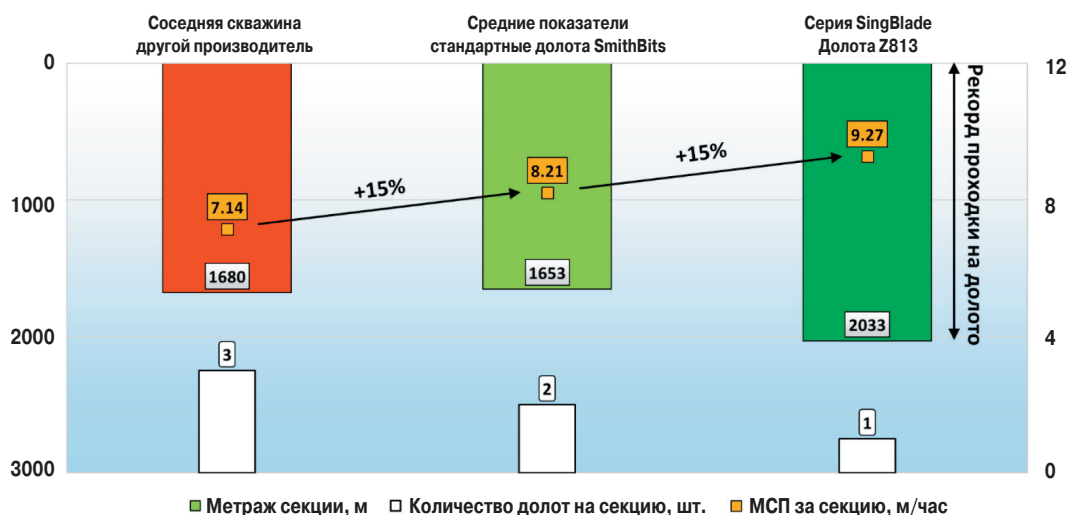 Соседняя скважина
другой производитель
Средние показатели
стандартные долота SmithBits
Серия SingBlade
Долота Z813
0
1000
2000
3000
12
8
4
0
7.14
+15%
8.21
+15%
9.27
1680
1653
2033
3
2
1
Рекорд проходки на долото
Метраж секции, м
Количество долот на секцию, шт.
МСП за секцию, м/час